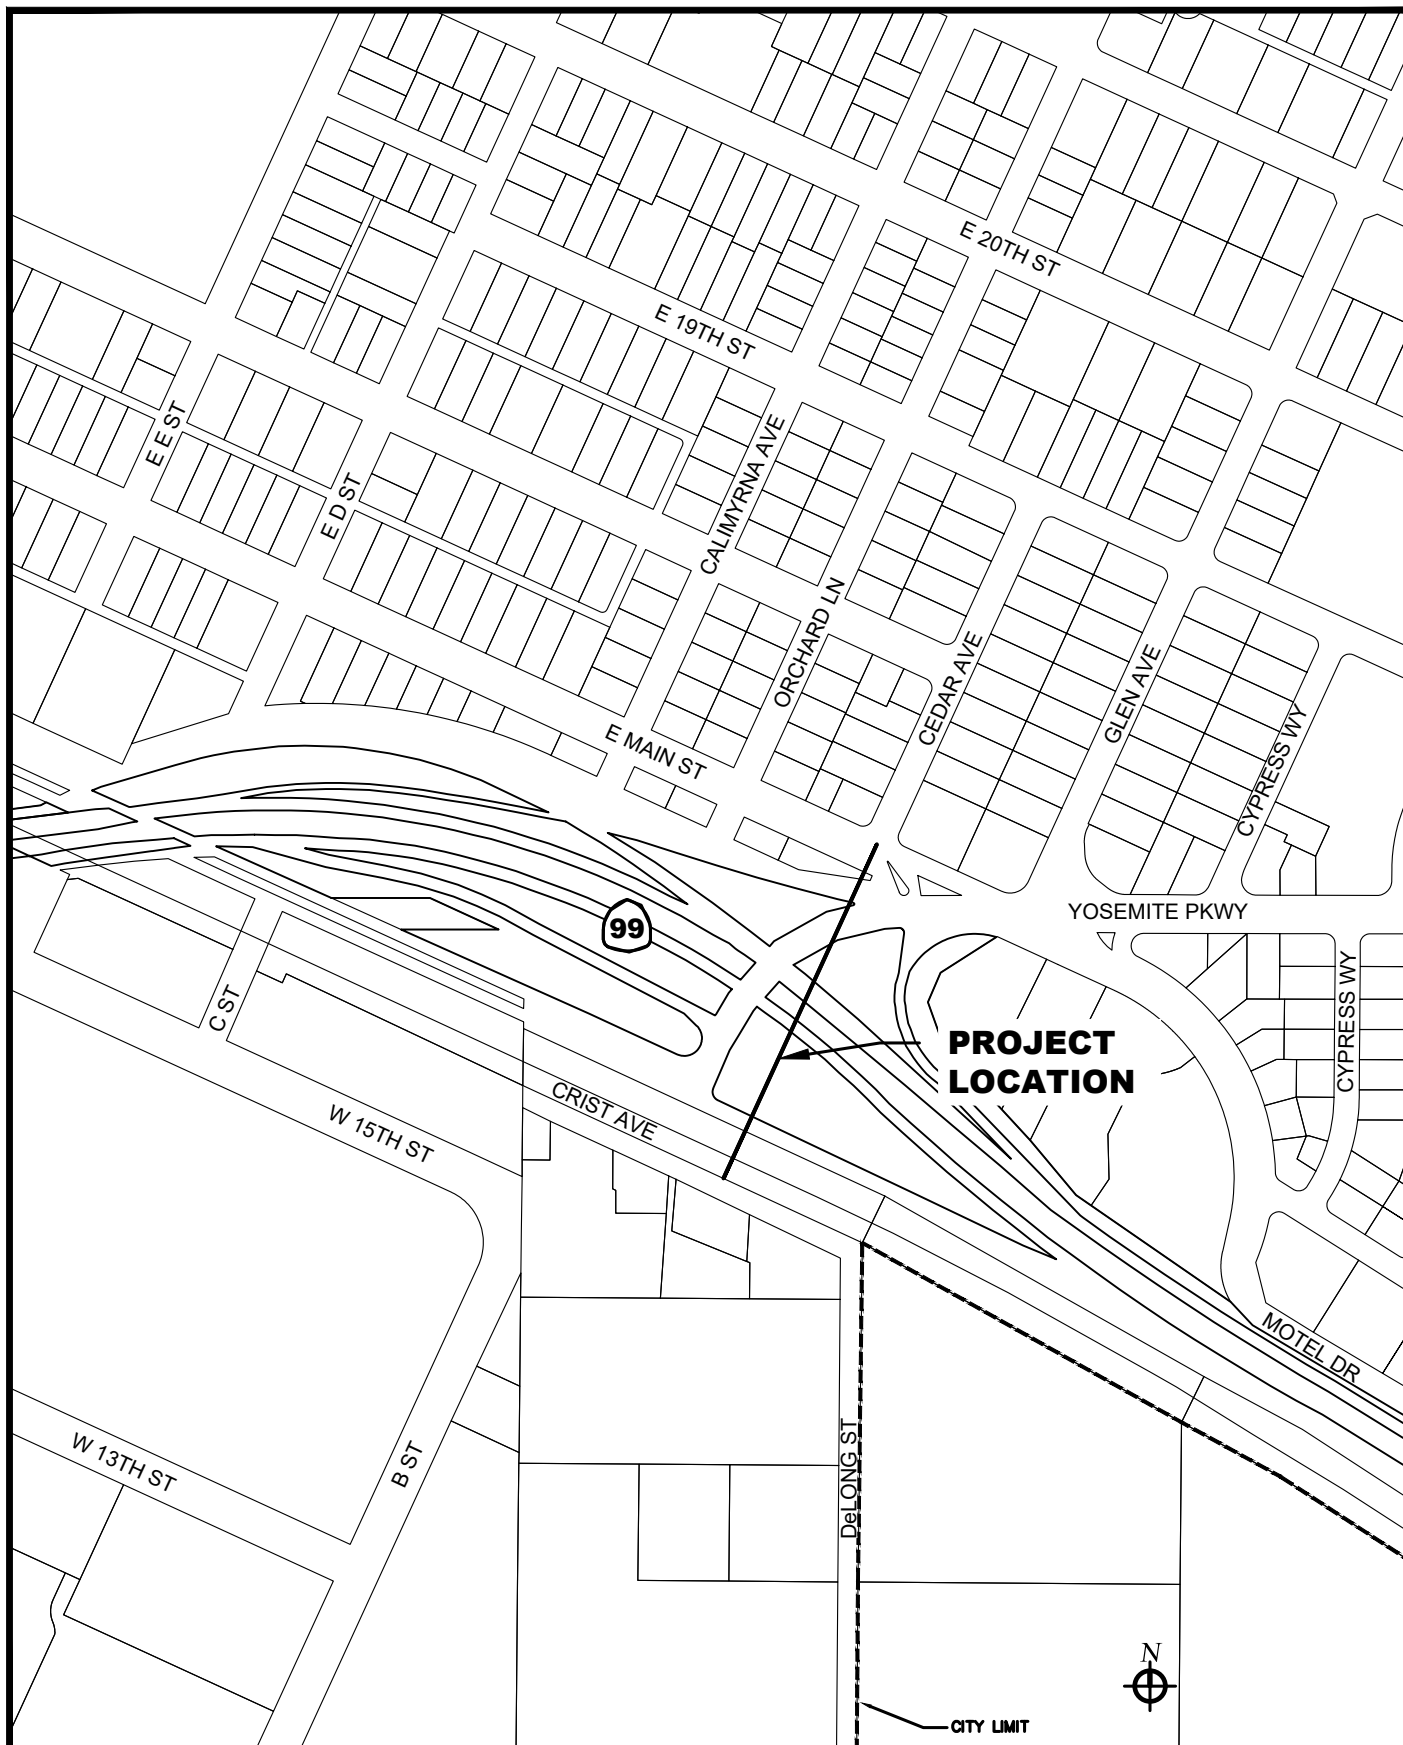 E 20TH ST
E 19TH ST
E E ST
E D ST
CALIMYRNA AVE
ORCHARD LN
CEDAR AVE
GLEN AVE
CYPRESS WY
E MAIN ST
YOSEMITE PKWY
99
C ST
CYPRESS WY
PROJECT
LOCATION
CRIST AVE
W 15TH ST
MOTEL DR
W 13TH ST
B ST
DeLONG ST
N
CITY LIMIT